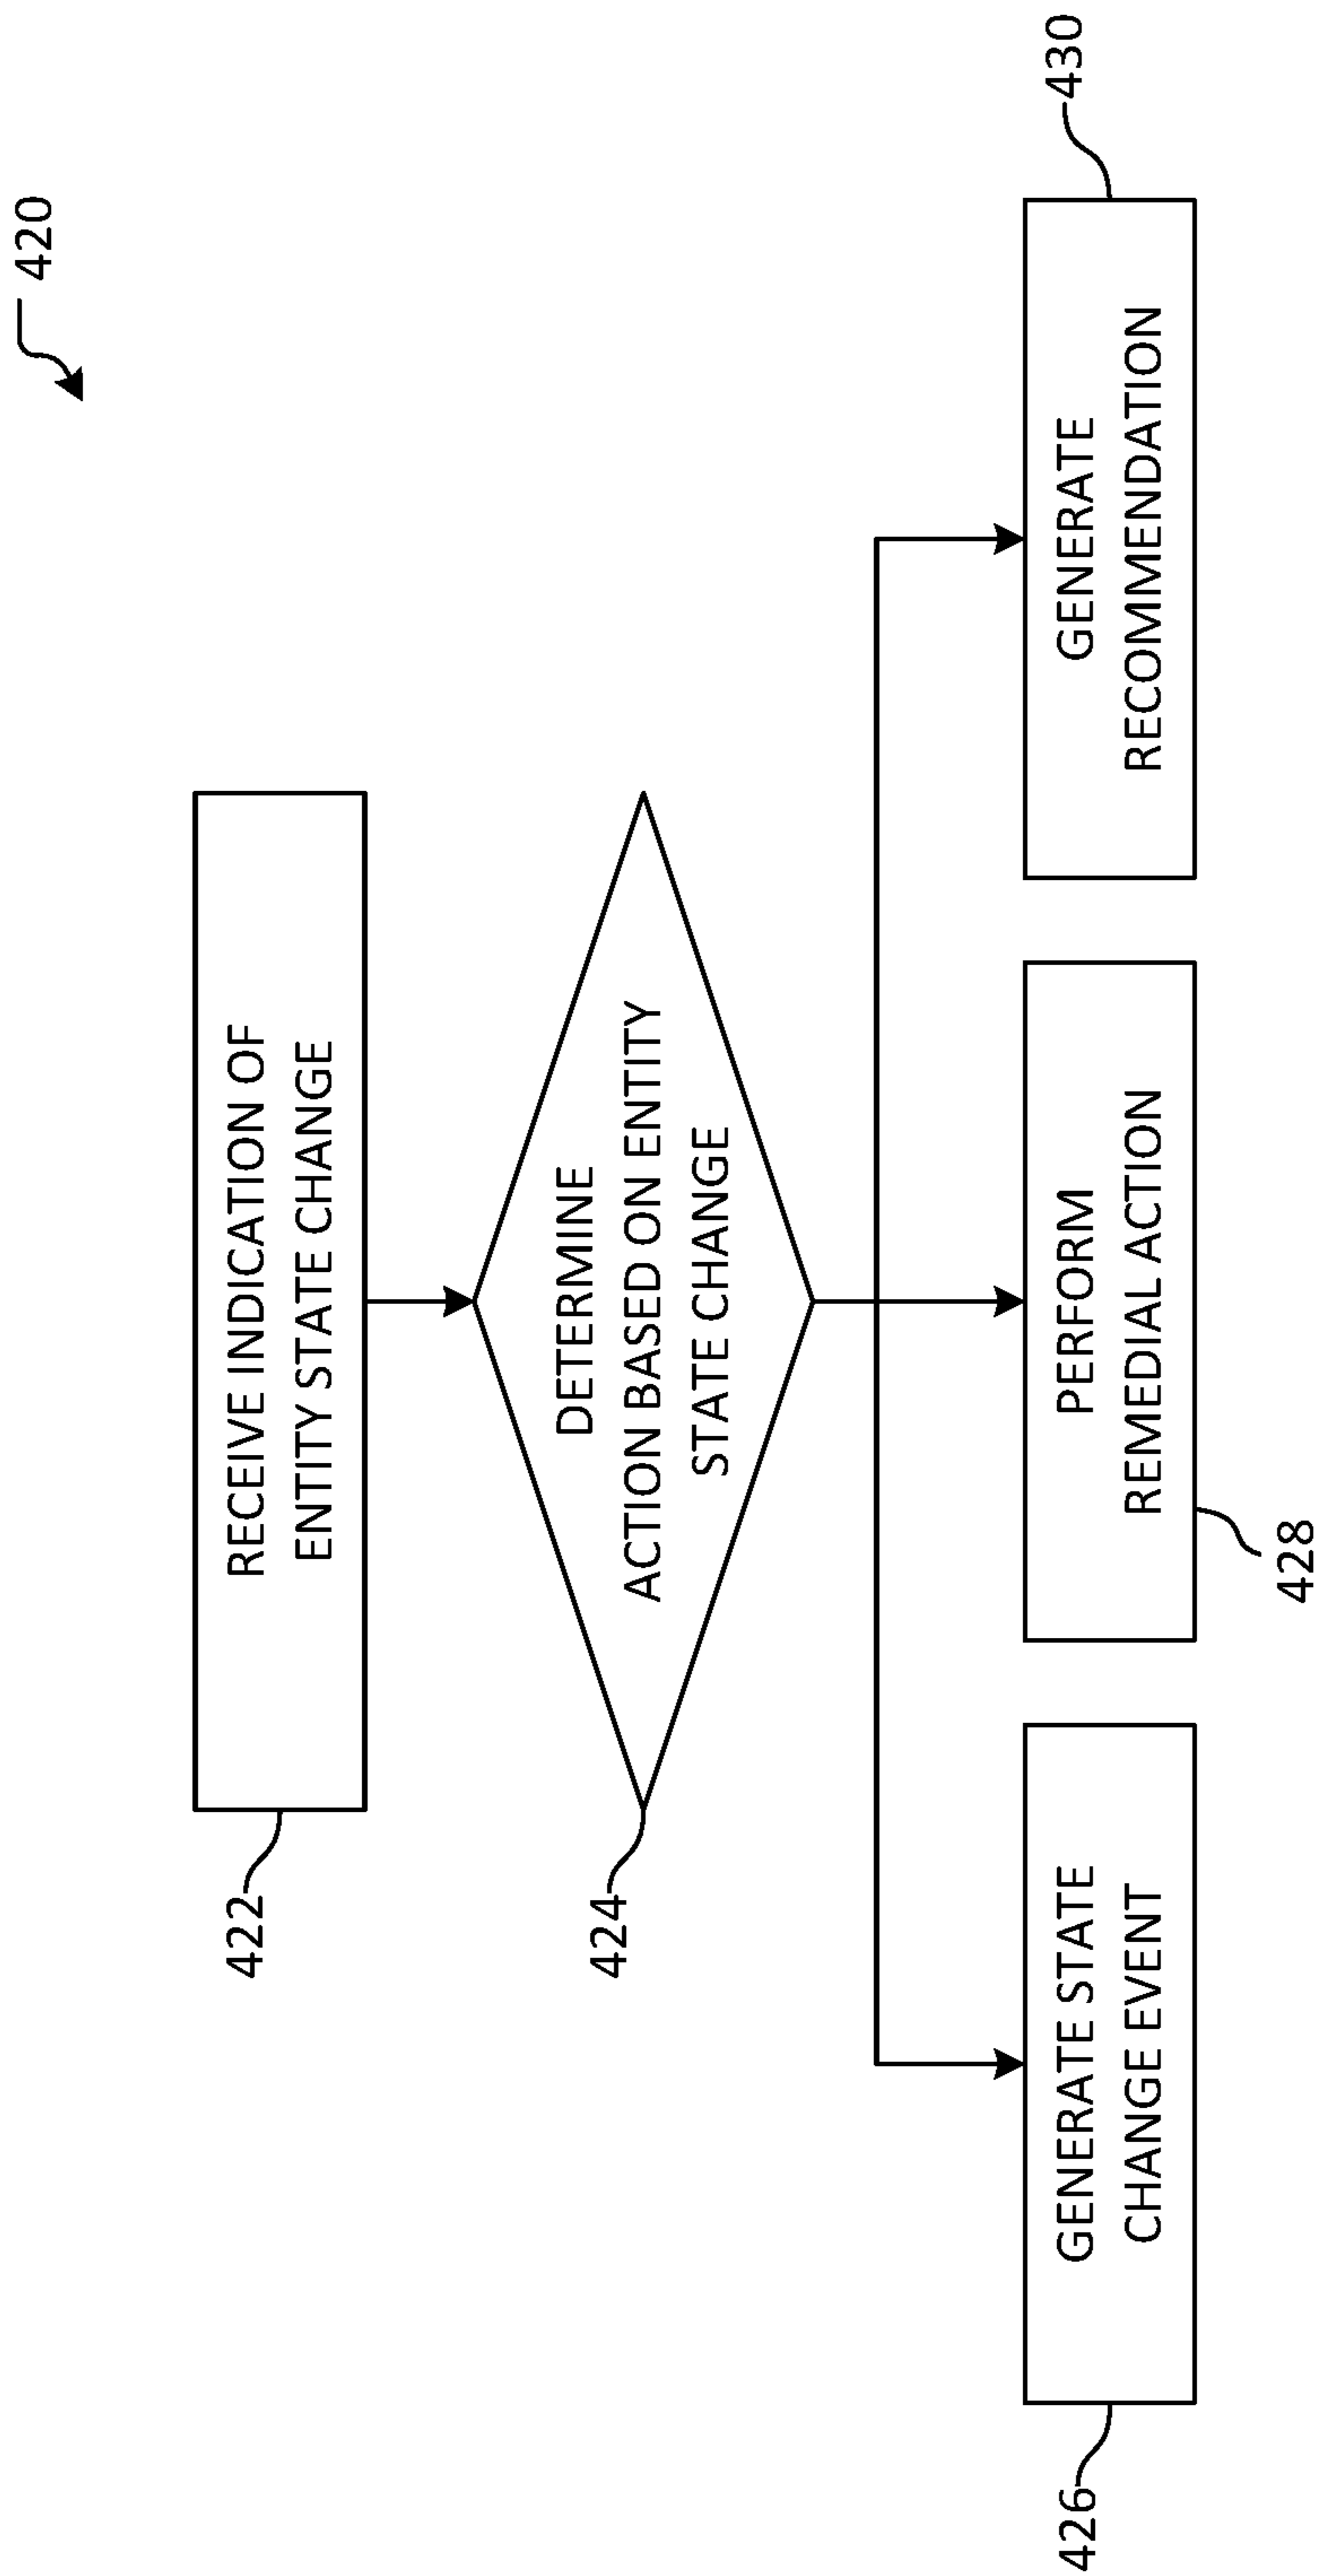 420
RECEIVE INDICATION OF
ENTITY STATE CHANGE
422
DETERMINE
ACTION BASED ON ENTITY
STATE CHANGE
424
GENERATE STATE
CHANGE EVENT
426
PERFORM
REMEDIAL ACTION
428
GENERATE
RECOMMENDATION
430